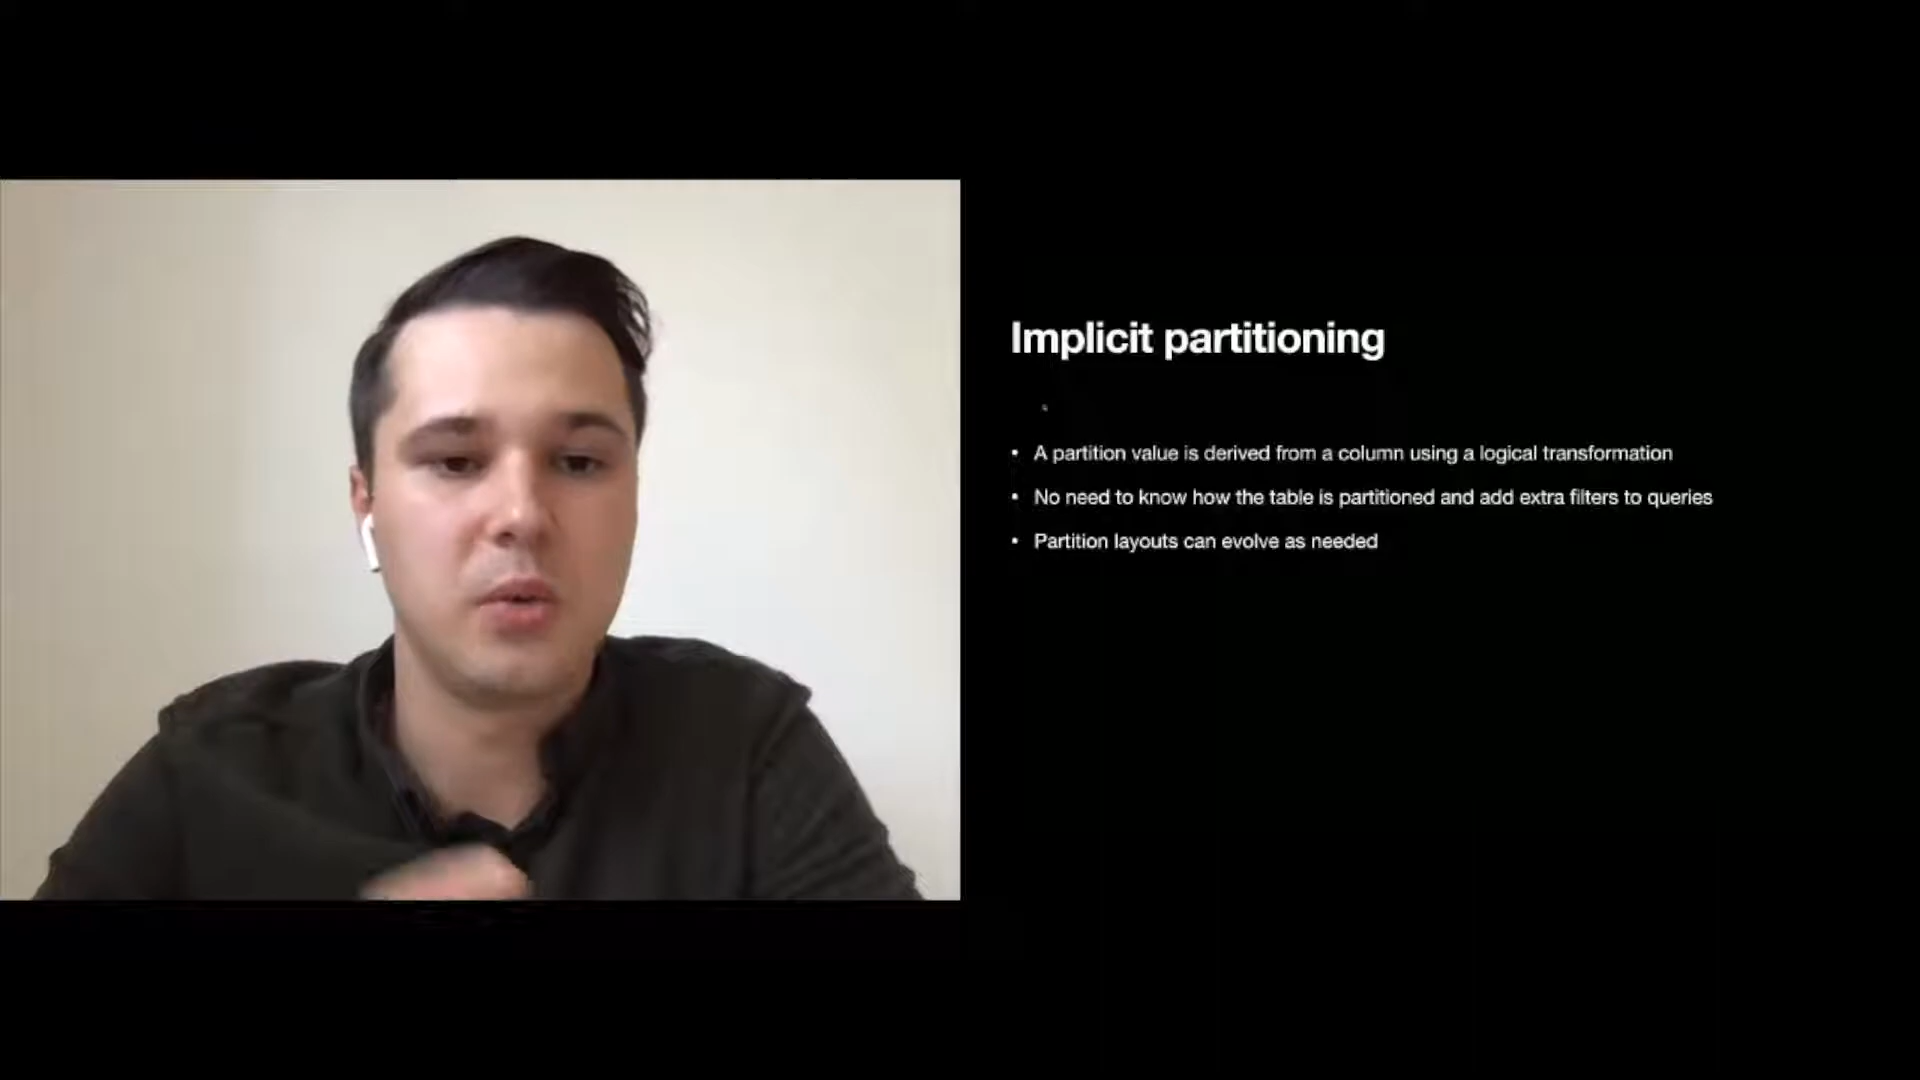 Implicit partitioning
• A partition value is derived from a column using a logical transformation
• No need to know how the table is partitioned and add extra filters to queries
• Partition layouts can evolve as needed